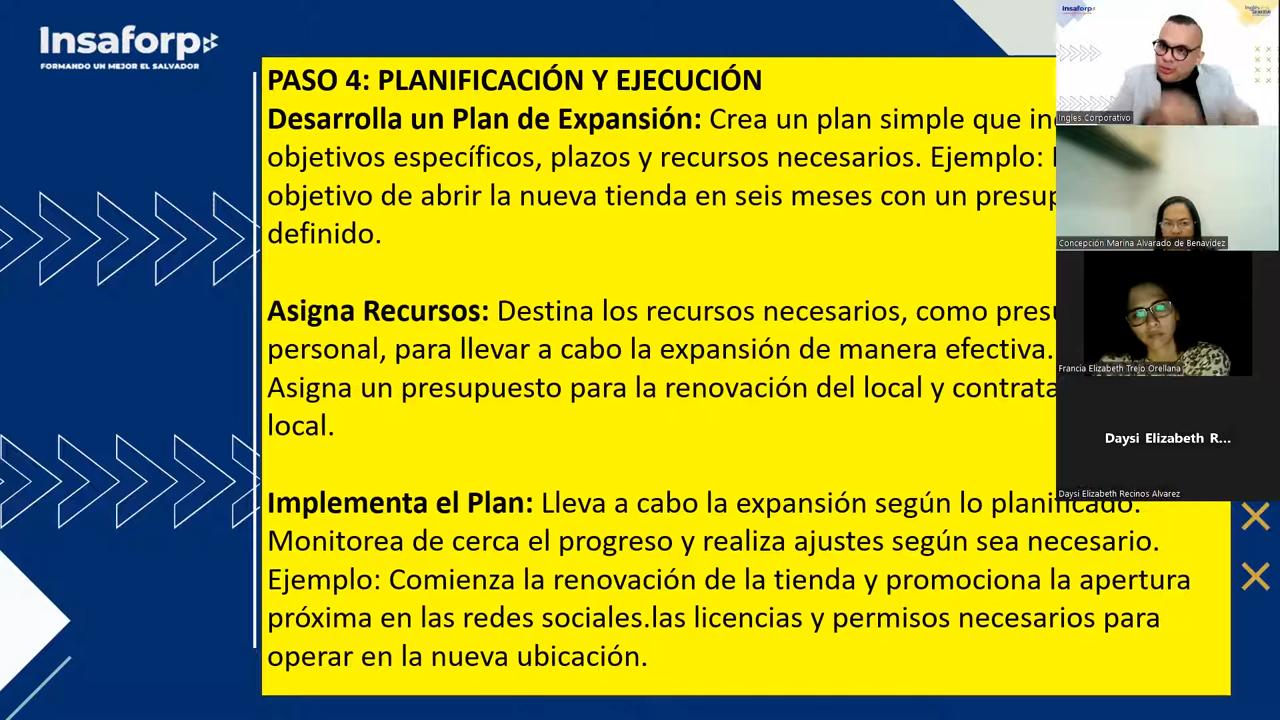 Insaforp
FORMANDO UN MEJOR EL SALVADOR
PASO 4: PLANIFICACIÓN Y EJECUCIÓN
Desarrolla un Plan de Expansión: Crea un plan simple que
objetivos específicos, plazos y recursos necesarios. Ejemplo:
objetivo de abrir la nueva tienda en seis meses con un
definido.
Asigna Recursos: Destina los recursos necesarios, como
personal, para llevar a cabo la expansión de manera efectiva.
Asigna un presupuesto para la renovación del local y
local.
Implementa el Plan: Lleva a cabo la expansión según lo planificado.
Monitorea de cerca el progreso y realiza ajustes según sea necesario.
Ejemplo: Comienza la renovación de la tienda y promociona la apertura
próxima en las redes sociales.las licencias y permisos necesarios para
operar en la nueva ubicación.
Insaforp
Ingles Corporativo
Concepción Marina Alvarado de Benavidez
Francia Elizabeth Trejo Orellana
Daysi Elizabeth R...
Daysi Elizabeth Recinos Alvarez